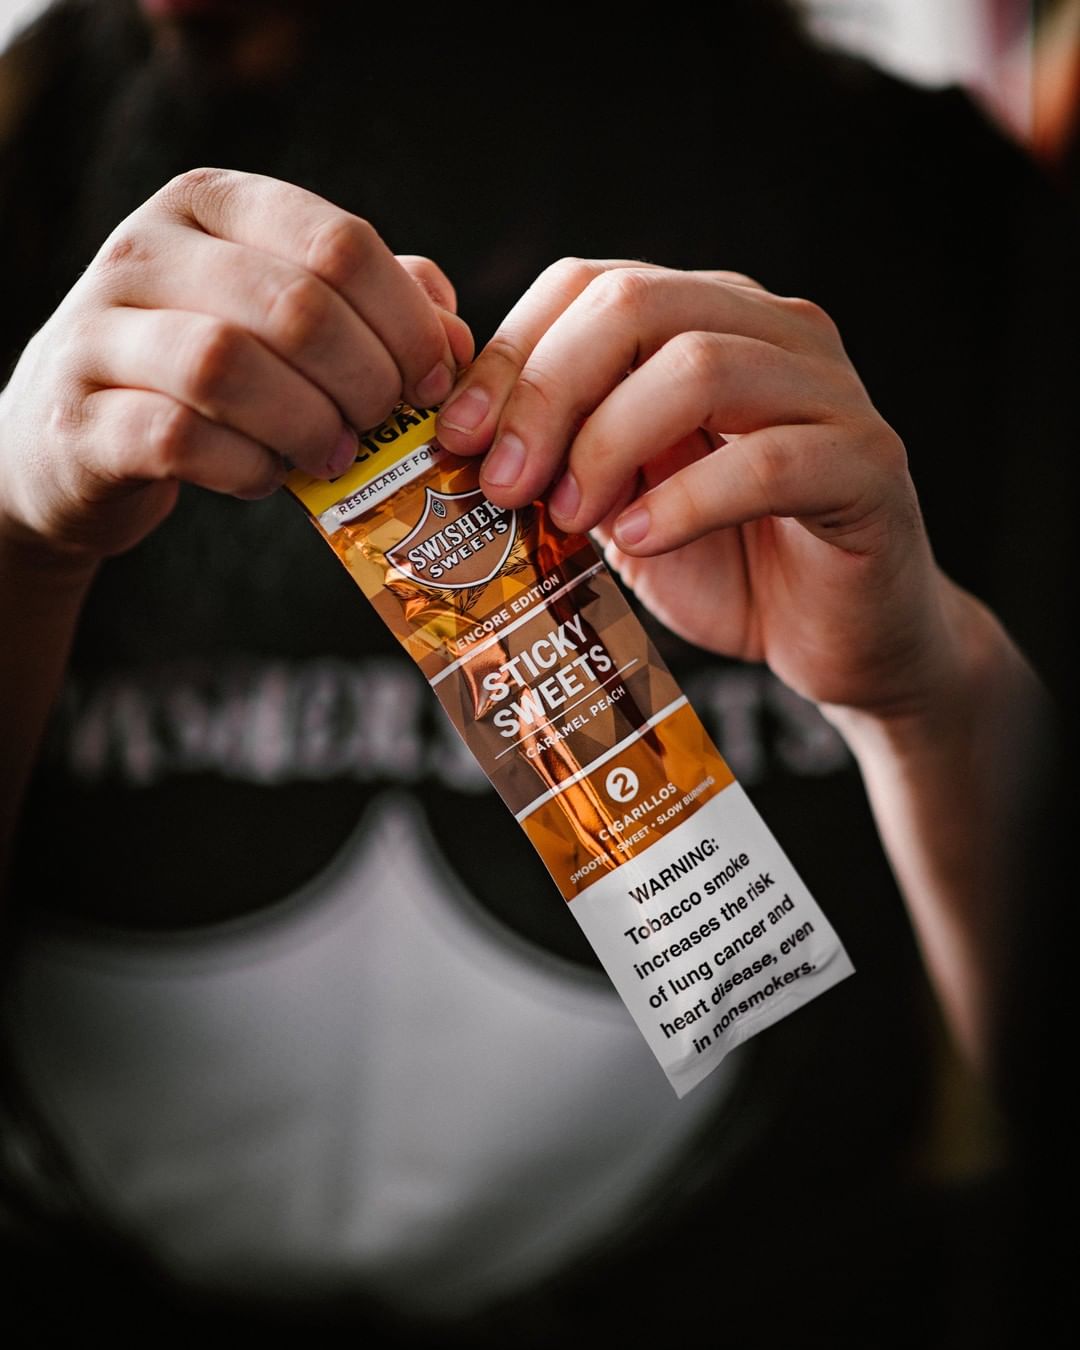 CIGAR
RESEALABLE FOIL
SWISHER
SWEETS
ENCORE EDITION
STICKY
SWEETS
CARAMEL PEACH
2
CIGARILLOS
SMOOTH • SWEET • SLOW BURNING
WARNING:
Tobacco smoke
increases the risk
of lung cancer and
heart disease, even
in nonsmokers.